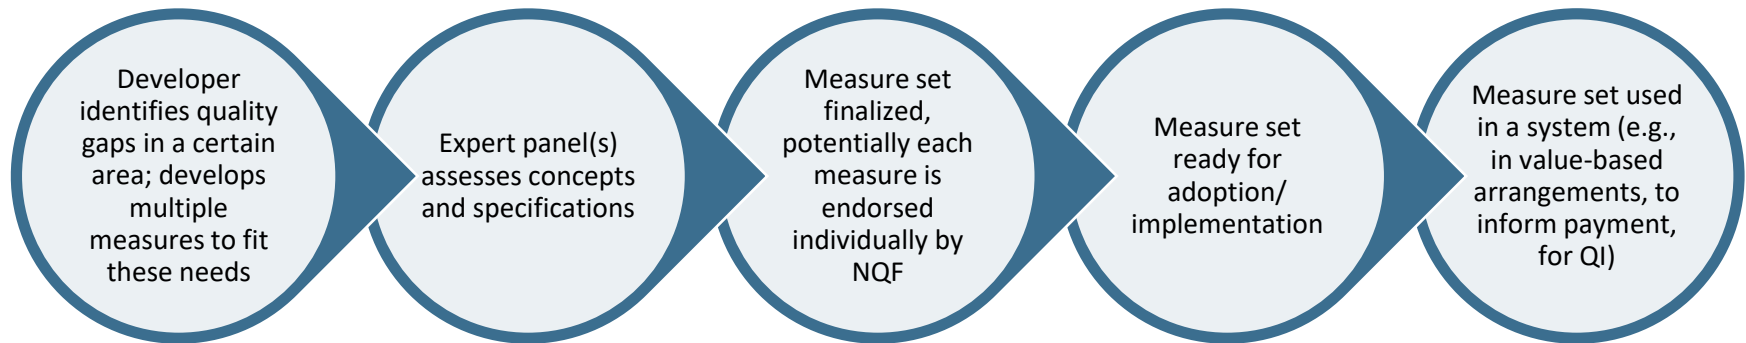 Developer
identifies quality
gaps in a certain
area; develops
multiple
measures to fit
these needs
Expert panel(s)
assesses concepts
and specifications
Measure set
finalized,
potentially each
measure is
endorsed
individually by
NQF
Measure set
ready for
adoption/
implementation
Measure set used
in a system (e.g.,
in value-based
arrangements, to
inform payment,
for QI)